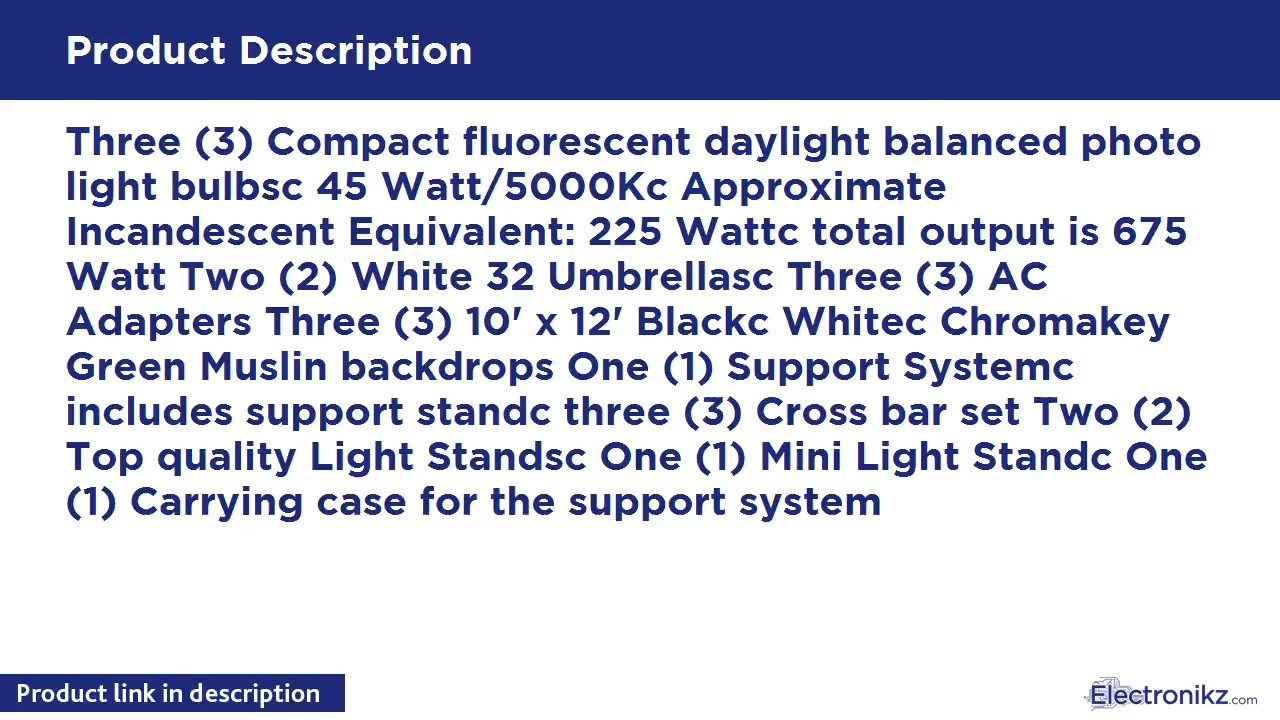 Product Description
Three (3) Compact fluorescent daylight balanced photo
light bulbsc 45 Watt/5000Kc Approximate
Incandescent Equivalent: 225 Wattc total output is 675
Watt Two (2) White 32 Umbrellasc Three (3) AC
Adapters Three (3) 10' x 12' Blackc Whitec Chromakey
Green Muslin backdrops One (1) Support Systemc
includes support standc three (3) Cross bar set Two (2)
Top quality Light Standsc One (1) Mini Light Standc One
(1) Carrying case for the support system
Product link in description
Electronikz.com